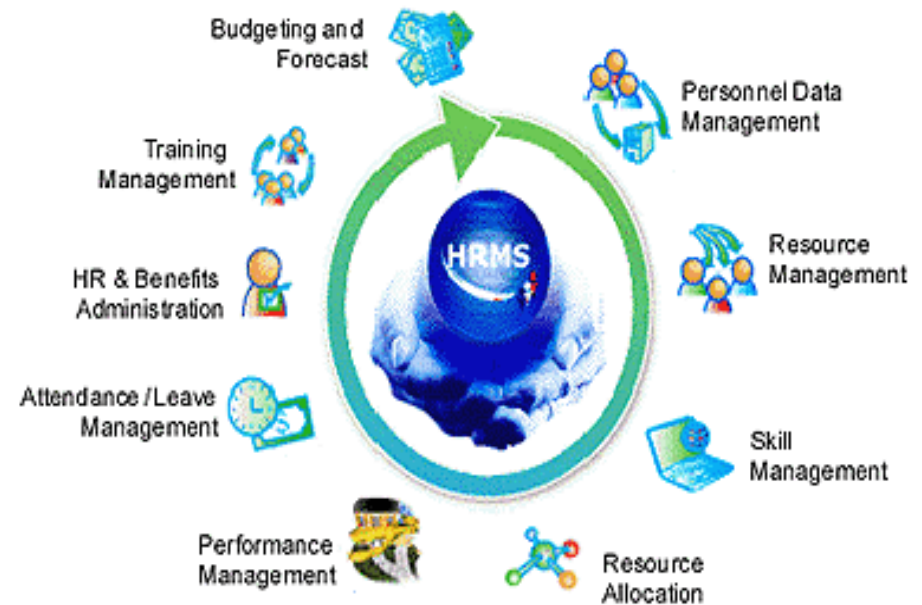 Budgeting and
Forecast
Personnel Data
Management
Training
Management
HRMS
Resource
Management
HR & Benefits
Administration
Attendance / Leave
Management
Skill
Management
Performance
Management
Resource
Allocation